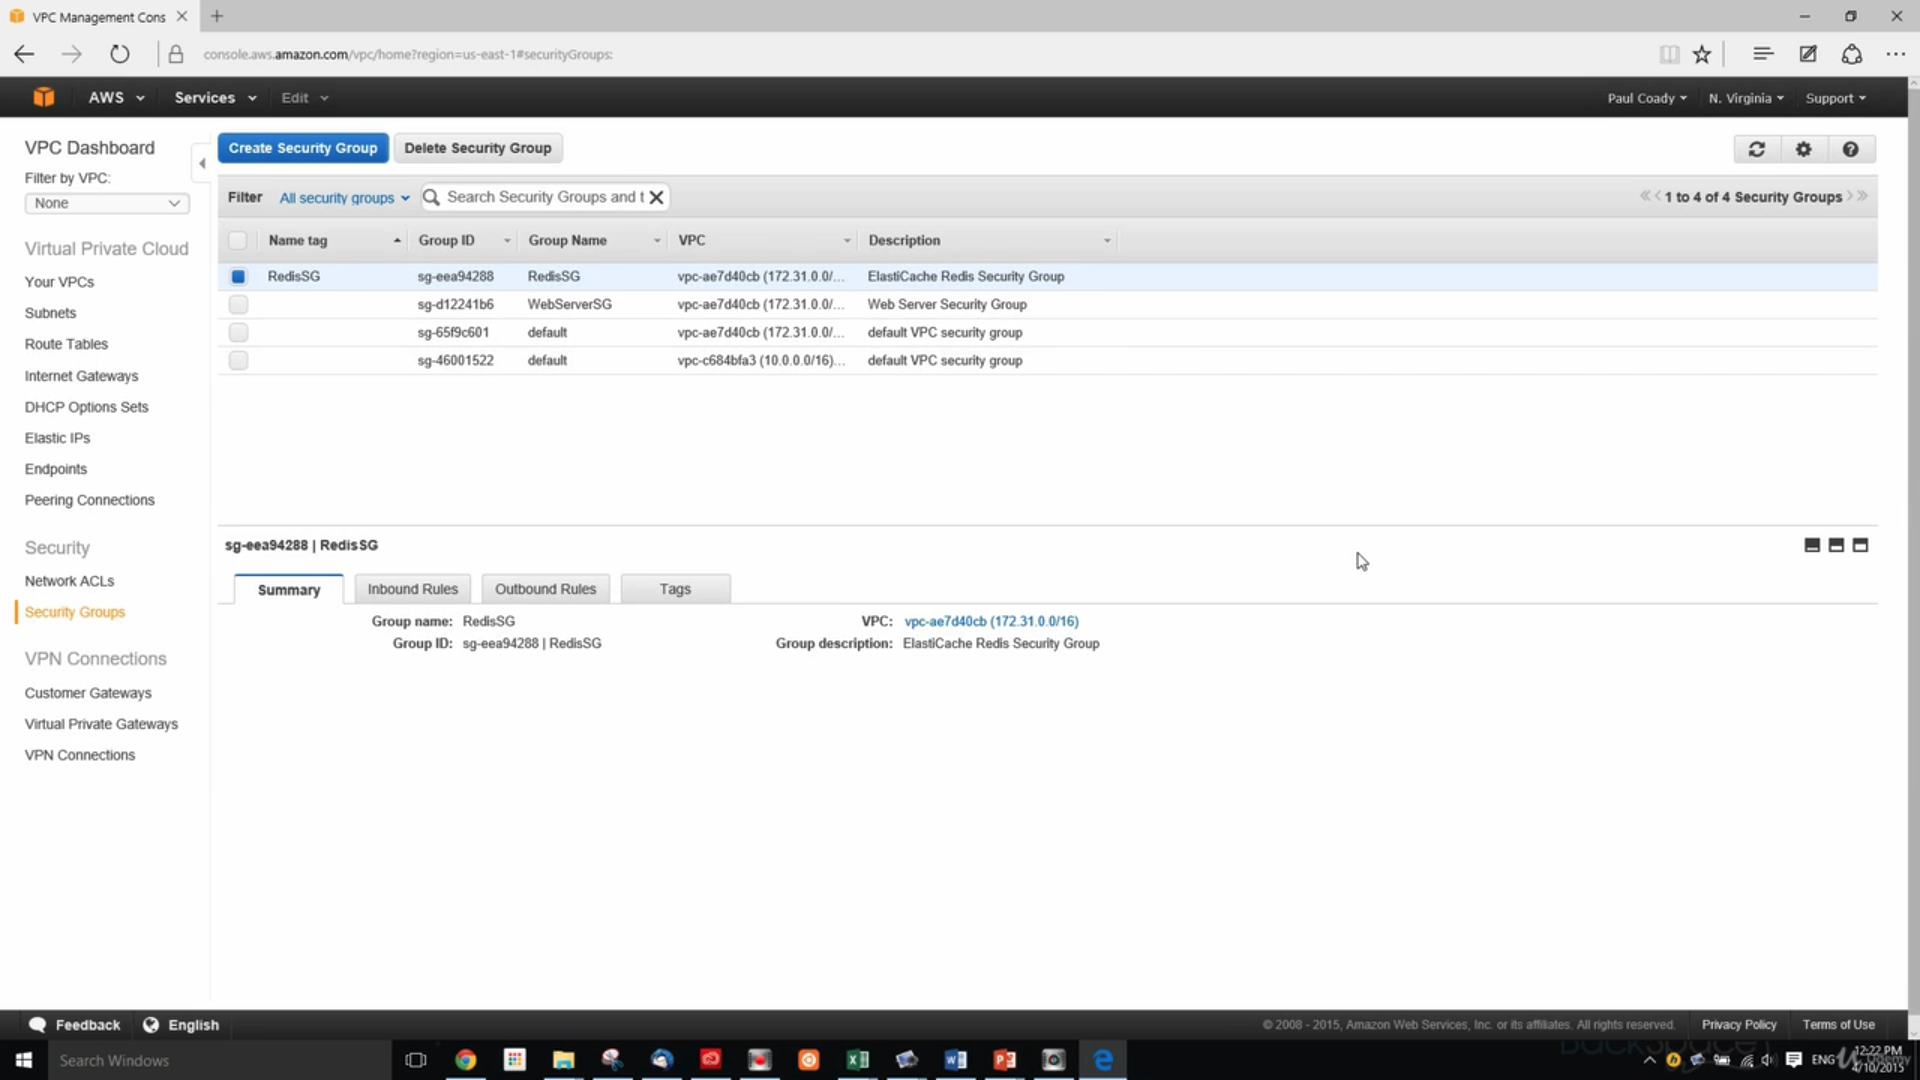 VPC Management Cons
console.aws.amazon.com/vpc/home?region=us-east-1#securityGroups:
AWS Services Edit Paul Coady N. Virginia Support
VPC Dashboard
Filter by VPC:
None
Virtual Private Cloud
Your VPCs
Subnets
Route Tables
Internet Gateways
DHCP Options Sets
Elastic IPs
Endpoints
Peering Connections
Security
Network ACLs
Security Groups
VPN Connections
Customer Gateways
Virtual Private Gateways
VPN Connections
Create Security Group Delete Security Group
Filter All security groups Search Security Groups and t 1 to 4 of 4 Security Groups
Name tag Group ID Group Name VPC Description
RedisSG sg-eea94288 RedisSG vpc-ae7d40cb (172.31.0.0/... ElastiCache Redis Security Group
sg-d12241b6 WebServerSG vpc-ae7d40cb (172.31.0.0/... Web Server Security Group
sg-65f9c601 default vpc-ae7d40cb (172.31.0.0/... default VPC security group
sg-46001522 default vpc-c684bfa3 (10.0.0.0/16)... default VPC security group
sg-eea94288 | RedisSG
Summary Inbound Rules Outbound Rules Tags
Group name: RedisSG VPC: vpc-ae7d40cb (172.31.0.0/16)
Group ID: sg-eea94288 | RedisSG Group description: ElastiCache Redis Security Group
Feedback English © 2008 - 2015, Amazon Web Services, Inc. or its affiliates. All rights reserved. Privacy Policy Terms of Use
Search Windows ENG 12:22 PM
4/10/2015